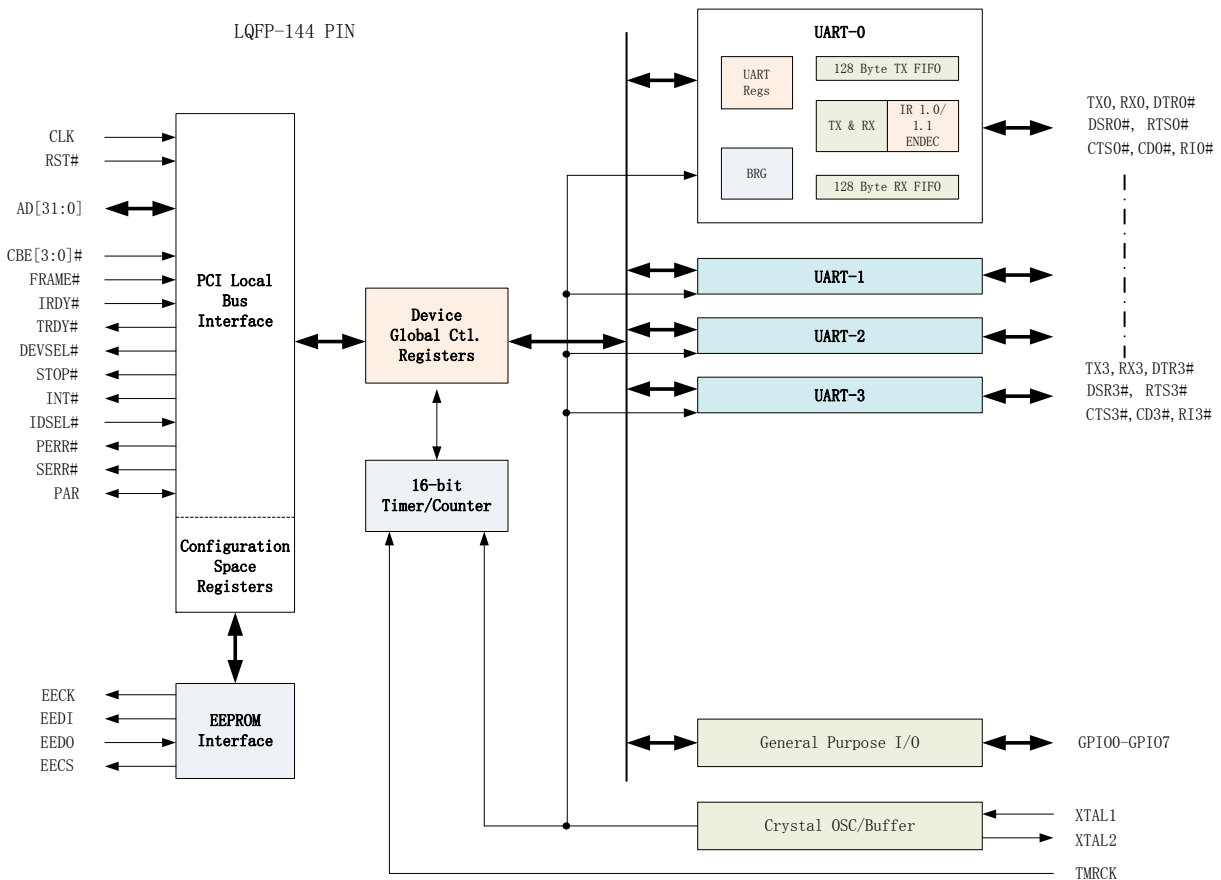 LQFP-144 PIN
CLK
RST#
AD[31:0]
CBE[3:0]#
FRAME#
IRDY#
TRDY#
DEVSEL#
STOP#
INT#
IDSEL#
PERR#
SERR#
PAR
PCI Local
Bus
Interface
Configuration
Space
Registers
EECK
EEDI
EEDO
EECS
EEPROM
Interface
Device
Global Ctl.
Registers
16-bit
Timer/Counter
UART-0
UART
Regs
BRG
128 Byte TX FIFO
TX & RX
IR 1.0/
1.1
ENDEC
128 Byte RX FIFO
UART-1
UART-2
UART-3
TX0,RX0,DTR0#
DSR0#, RTS0#
CTS0#,CD0#,RI0#
TX3,RX3,DTR3#
DSR3#, RTS3#
CTS3#,CD3#,RI3#
General Purpose I/O
GPIO0-GPIO7
Crystal OSC/Buffer
XTAL1
XTAL2
TMRCK